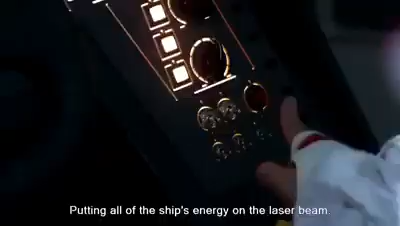 Putting all of the ship's energy on the laser beam.